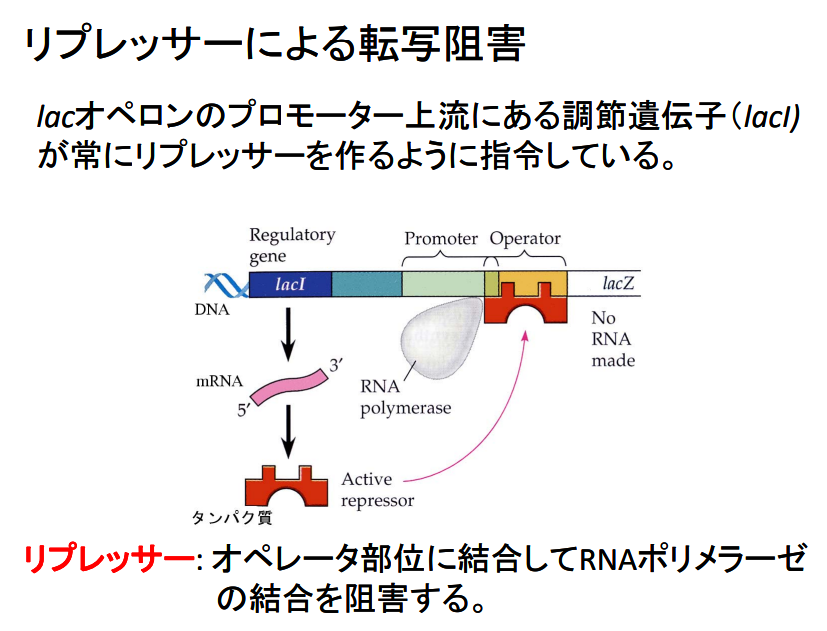 リプレッサーによる転写阻害
lacオペロンのプロモーター上流にある調節遺伝子（lacI)
が常にリプレッサーを作るように指令している。
Regulatory
gene
Promoter
Operator
lacI
lacZ
DNA
No
RNA
made
mRNA
3′
5′
RNA
polymerase
Active
repressor
タンパク質
リプレッサー: オペレータ部位に結合してRNAポリメラーゼ
の結合を阻害する。